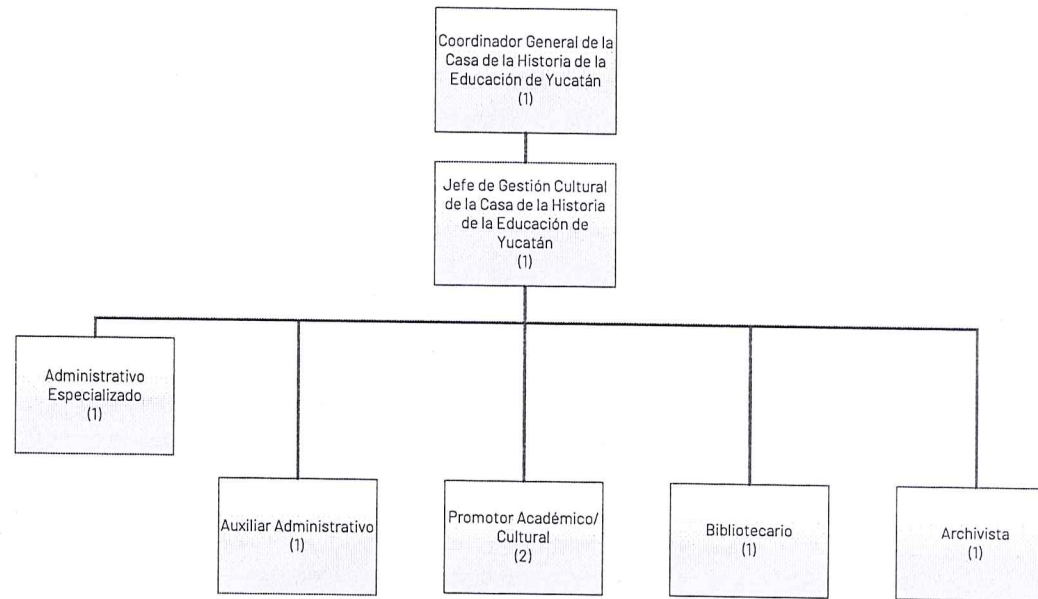 Coordinador General de la
Casa de la Historia de la
Educación de Yucatán
(1)
Jefe de Gestión Cultural
de la Casa de la Historia
de la Educación de
Yucatán
(1)
Administrativo
Especializado
(1)
Auxiliar Administrativo
(1)
Promotor Académico/
Cultural
(2)
Bibliotecario
(1)
Archivista
(1)